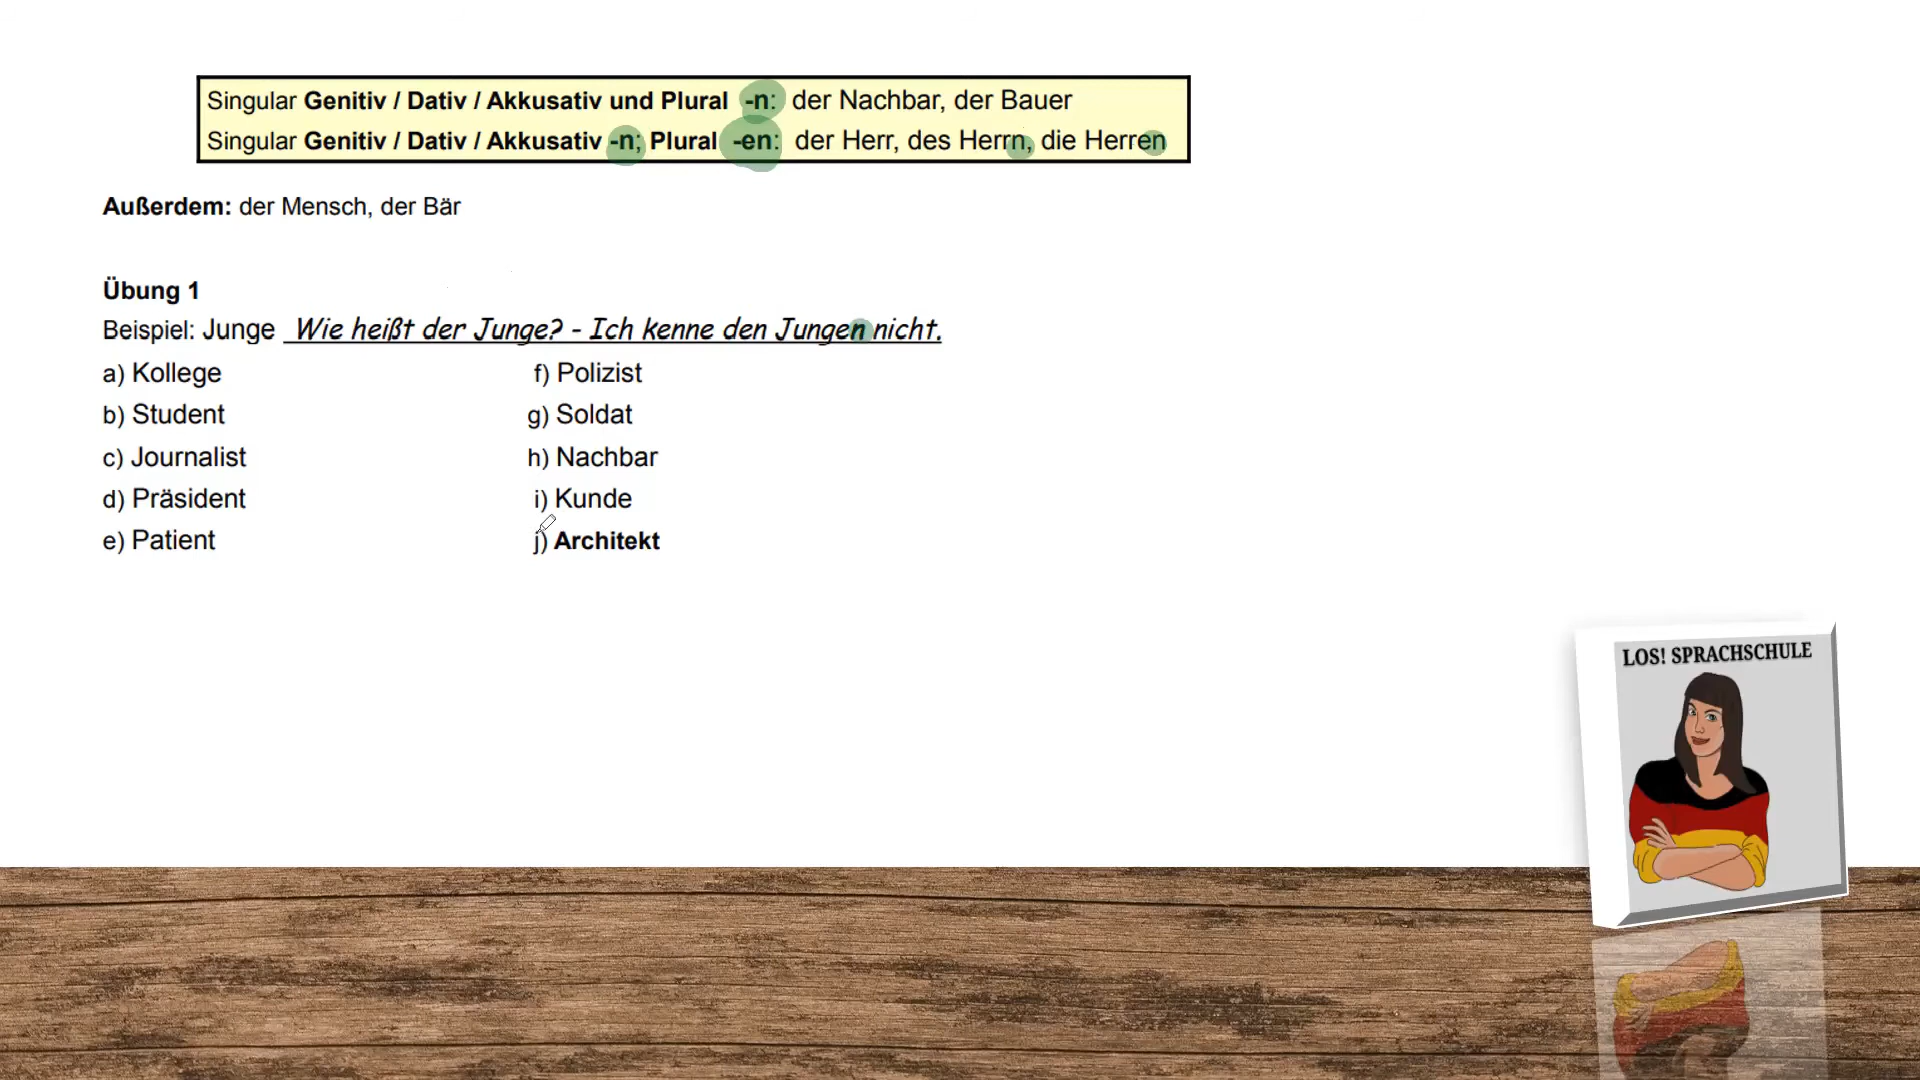 Singular Genitiv / Dativ / Akkusativ und Plural -n: der Nachbar, der Bauer
Singular Genitiv / Dativ / Akkusativ -n; Plural -en: der Herr, des Herrn, die Herren
Außerdem: der Mensch, der Bär
Übung 1
Beispiel: Junge Wie heißt der Junge? - Ich kenne den Jungen nicht.
a) Kollege
b) Student
c) Journalist
d) Präsident
e) Patient
f) Polizist
g) Soldat
h) Nachbar
i) Kunde
j) Architekt
LOS! SPRACHSCHULE